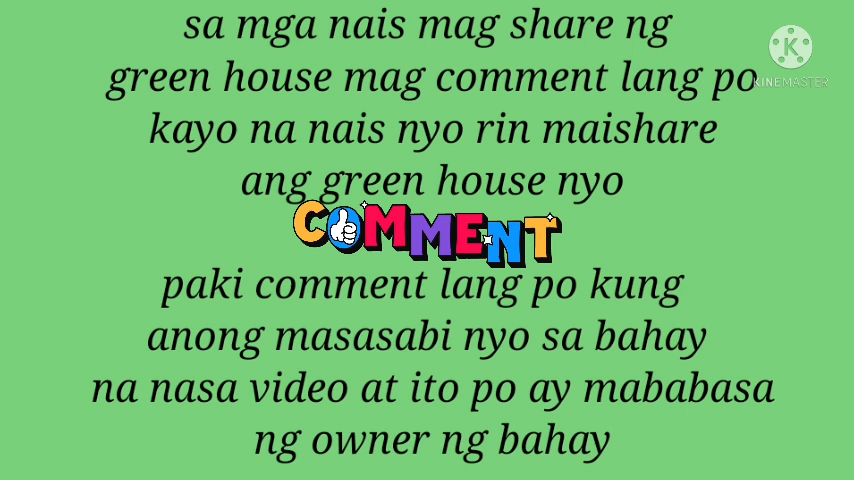 sa mga nais mag share ng
green house mag comment lang po
KINEMASTER
kayo na nais nyo rin maishare
ang green house nyo
COMMENT
paki comment lang po kung
anong masasabi nyo sa bahay
na nasa video at ito po ay mababasa
ng owner ng bahay